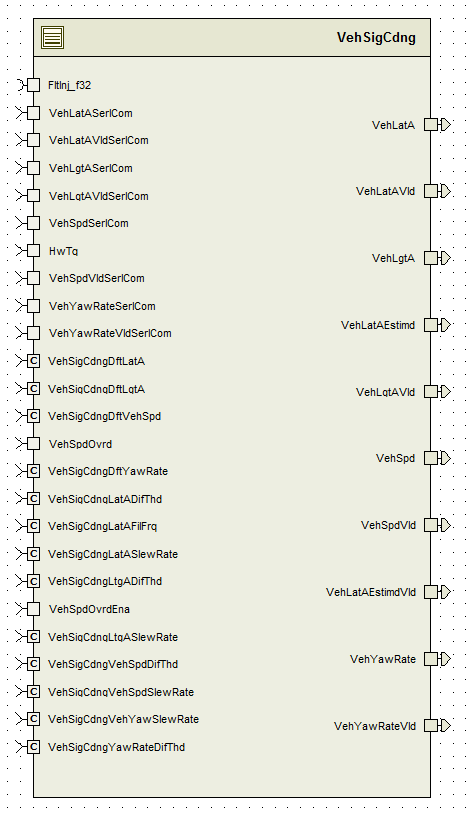 VehSigCdng
FltInj_f32
VehLatASerlCom
VehLatAVldSerlCom
VehLgtASerlCom
VehLgtAVldSerlCom
VehSpdSerlCom
HwTq
VehSpdVldSerlCom
VehYawRateSerlCom
VehYawRateVldSerlCom
C VehSigCdngDftLatA
C VehSigCdngDftLgtA
C VehSigCdngDftVehSpd
VehSpdOvrd
C VehSigCdngDftYawRate
C VehSigCdngLatADifThd
C VehSigCdngLatAFilFrq
C VehSigCdngLatASlewRate
C VehSigCdngLtgADifThd
VehSpdOvrdEna
C VehSigCdngLtgASlewRate
C VehSigCdngVehSpdDifThd
C VehSigCdngVehSpdSlewRate
C VehSigCdngVehYawSlewRate
C VehSigCdngYawRateDifThd
VehLatA
VehLatAVld
VehLgtA
VehLatAEstimd
VehLgtAVld
VehSpd
VehSpdVld
VehLatAEstimdVld
VehYawRate
VehYawRateVld